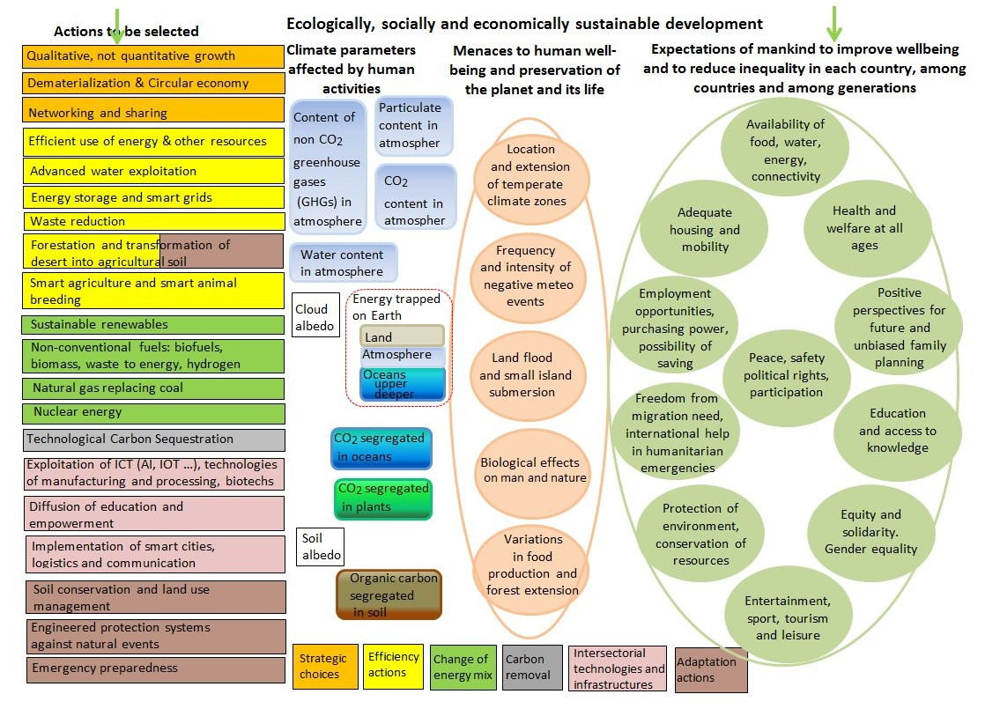 Ecologically, socially and economically sustainable development
Actions to be selected
Qualitative, not quantitative growth
Dematerialization & Circular economy
Networking and sharing
Efficient use of energy & other resources
Advanced water exploitation
Energy storage and smart grids
Waste reduction
Forestation and transformation of
desert into agricultural soil
Smart agriculture and smart animal
breeding
Sustainable renewables
Non-conventional fuels: biofuels,
biomass, waste to energy, hydrogen
Natural gas replacing coal
Nuclear energy
Technological Carbon Sequestration
Exploitation of ICT (AI, IOT ...), technologies
of manufacturing and processing, biotechs
Diffusion of education and
empowerment
Implementation of smart cities,
logistics and communication
Soil conservation and land use
management
Engineered protection systems
against natural events
Emergency preparedness
Climate parameters
affected by human
activities
Content of
non CO2
greenhouse
gases
(GHGs) in
atmosphere
Particulate
content in
atmospher
CO2
content in
atmospher
Water content
in atmosphere
Cloud
albedo
Energy trapped
on Earth
Land
Atmosphere
Oceans
upper
deeper
CO2 segregated
in oceans
CO2 segregated
in plants
Soil
albedo
Organic carbon
segregated
in soil
Menaces to human well-
being and preservation of
the planet and its life
Location
and extension
of temperate
climate zones
Frequency
and intensity of
negative meteo
events
Land flood
and small island
submersion
Biological effects
on man and nature
Variations
in food
production and
forest extension
Expectations of mankind to improve wellbeing
and to reduce inequality in each country, among
countries and among generations
Availability of
food, water,
energy,
connectivity
Adequate
housing and
mobility
Health and
welfare at all
ages
Employment
opportunities,
purchasing power,
possibility of
saving
Positive
perspectives for
future and
unbiased family
planning
Peace, safety
political rights,
participation
Freedom from
migration need,
international help
in humanitarian
emergencies
Education
and access to
knowledge
Protection of
environment,
conservation of
resources
Equity and
solidarity.
Gender equality
Entertainment,
sport, tourism
and leisure
Strategic
choices
Efficiency
actions
Change of
energy mix
Carbon
removal
Intersectorial
technologies and
infrastructures
Adaptation
actions